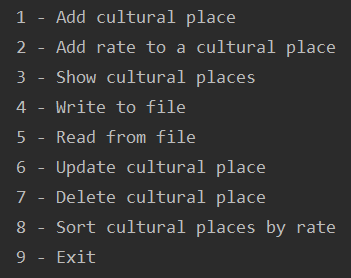 1 - Add cultural place
2 - Add rate to a cultural place
3 - Show cultural places
4 - Write to file
5 - Read from file
6 - Update cultural place
7 - Delete cultural place
8 - Sort cultural places by rate
9 - Exit